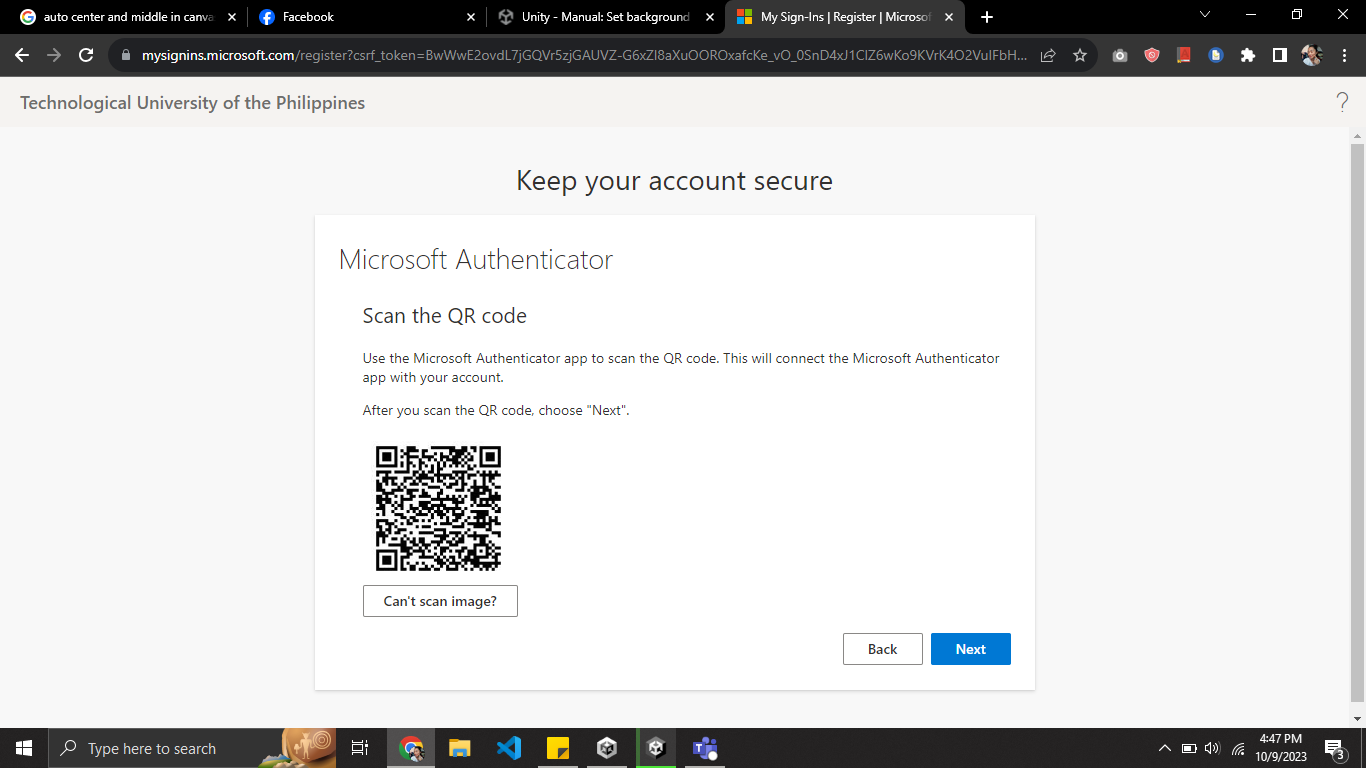 auto center and middle in canva
Facebook
Unity - Manual: Set background
My Sign-Ins | Register | Microsof
mysignins.microsoft.com/register?csrf_token=BwWwE2ovdL7jGQVr5zjGAUVZ-G6xZI8aXuOOROxafcKe_vO_0SnD4xJ1ClZ6wKo9KVrK4O2VuIFbH...
Technological University of the Philippines
?
Keep your account secure
Microsoft Authenticator
Scan the QR code
Use the Microsoft Authenticator app to scan the QR code. This will connect the Microsoft Authenticator
app with your account.
After you scan the QR code, choose "Next".
Can't scan image?
Back
Next
Type here to search
4:47 PM
10/9/2023
3